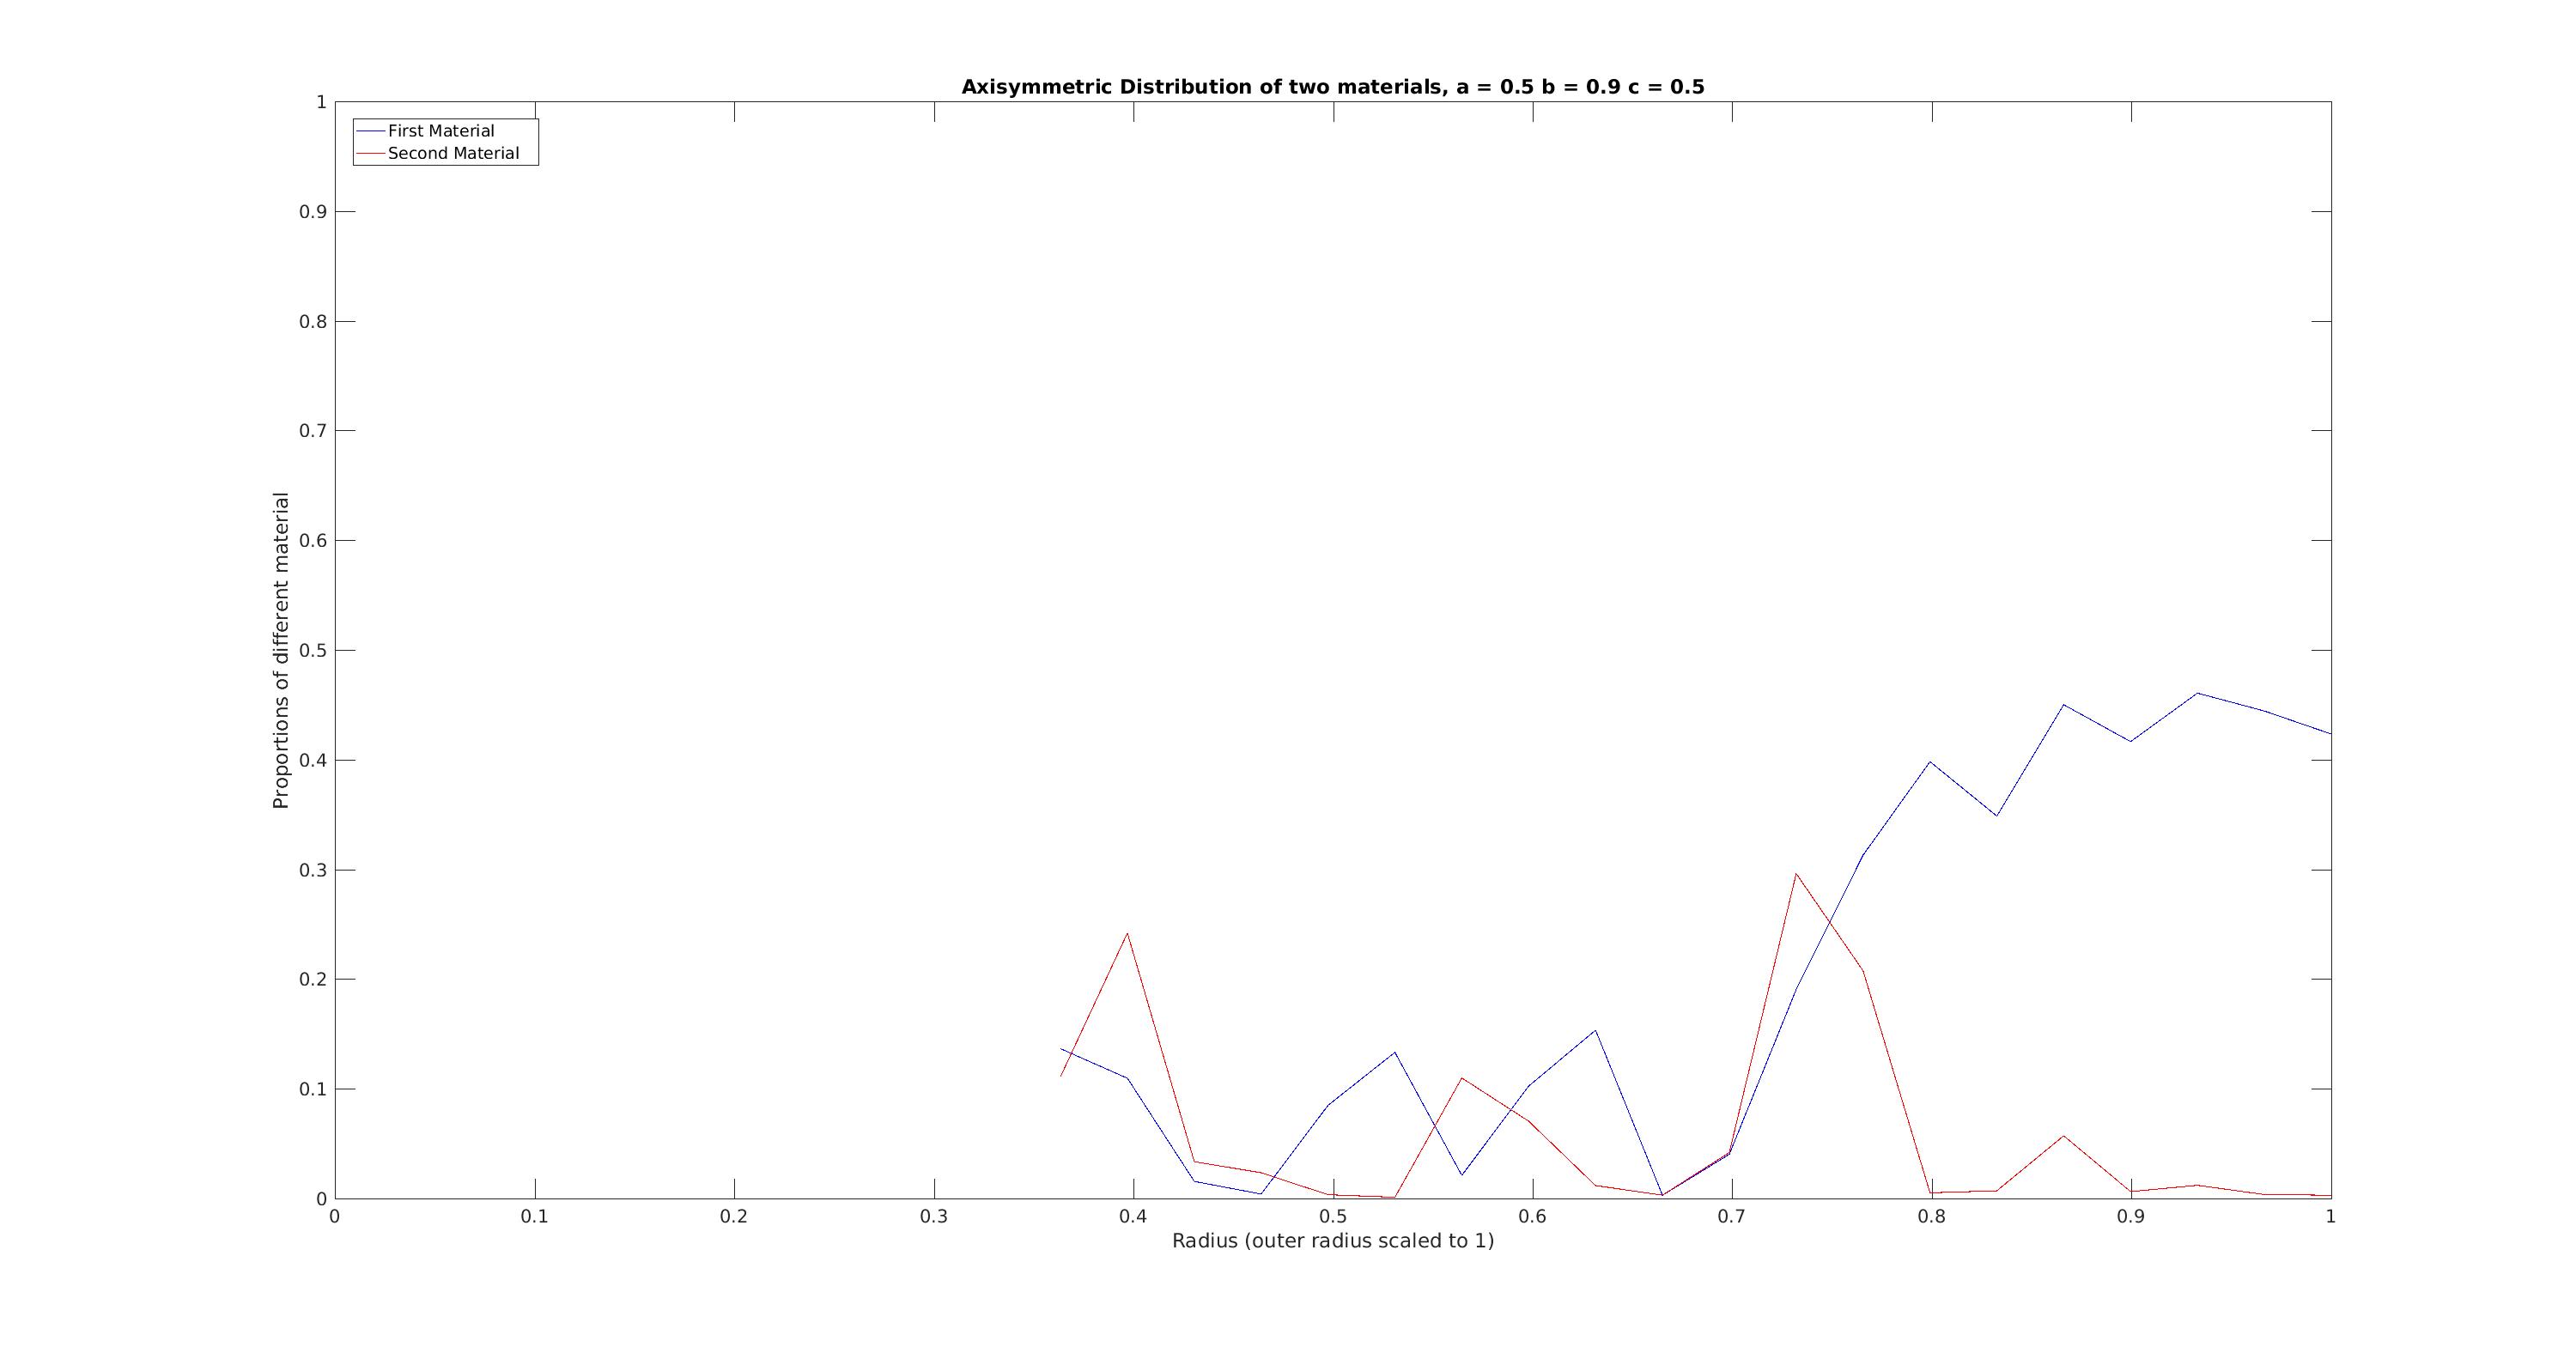 Axisymmetric Distribution of two materials, a = 0.5 b = 0.9 c = 0.5
First Material
Second Material
Proportions of different material
1
0.9
0.8
0.7
0.6
0.5
0.4
0.3
0.2
0.1
0
0 0.1 0.2 0.3 0.4 0.5 0.6 0.7 0.8 0.9 1
Radius (outer radius scaled to 1)